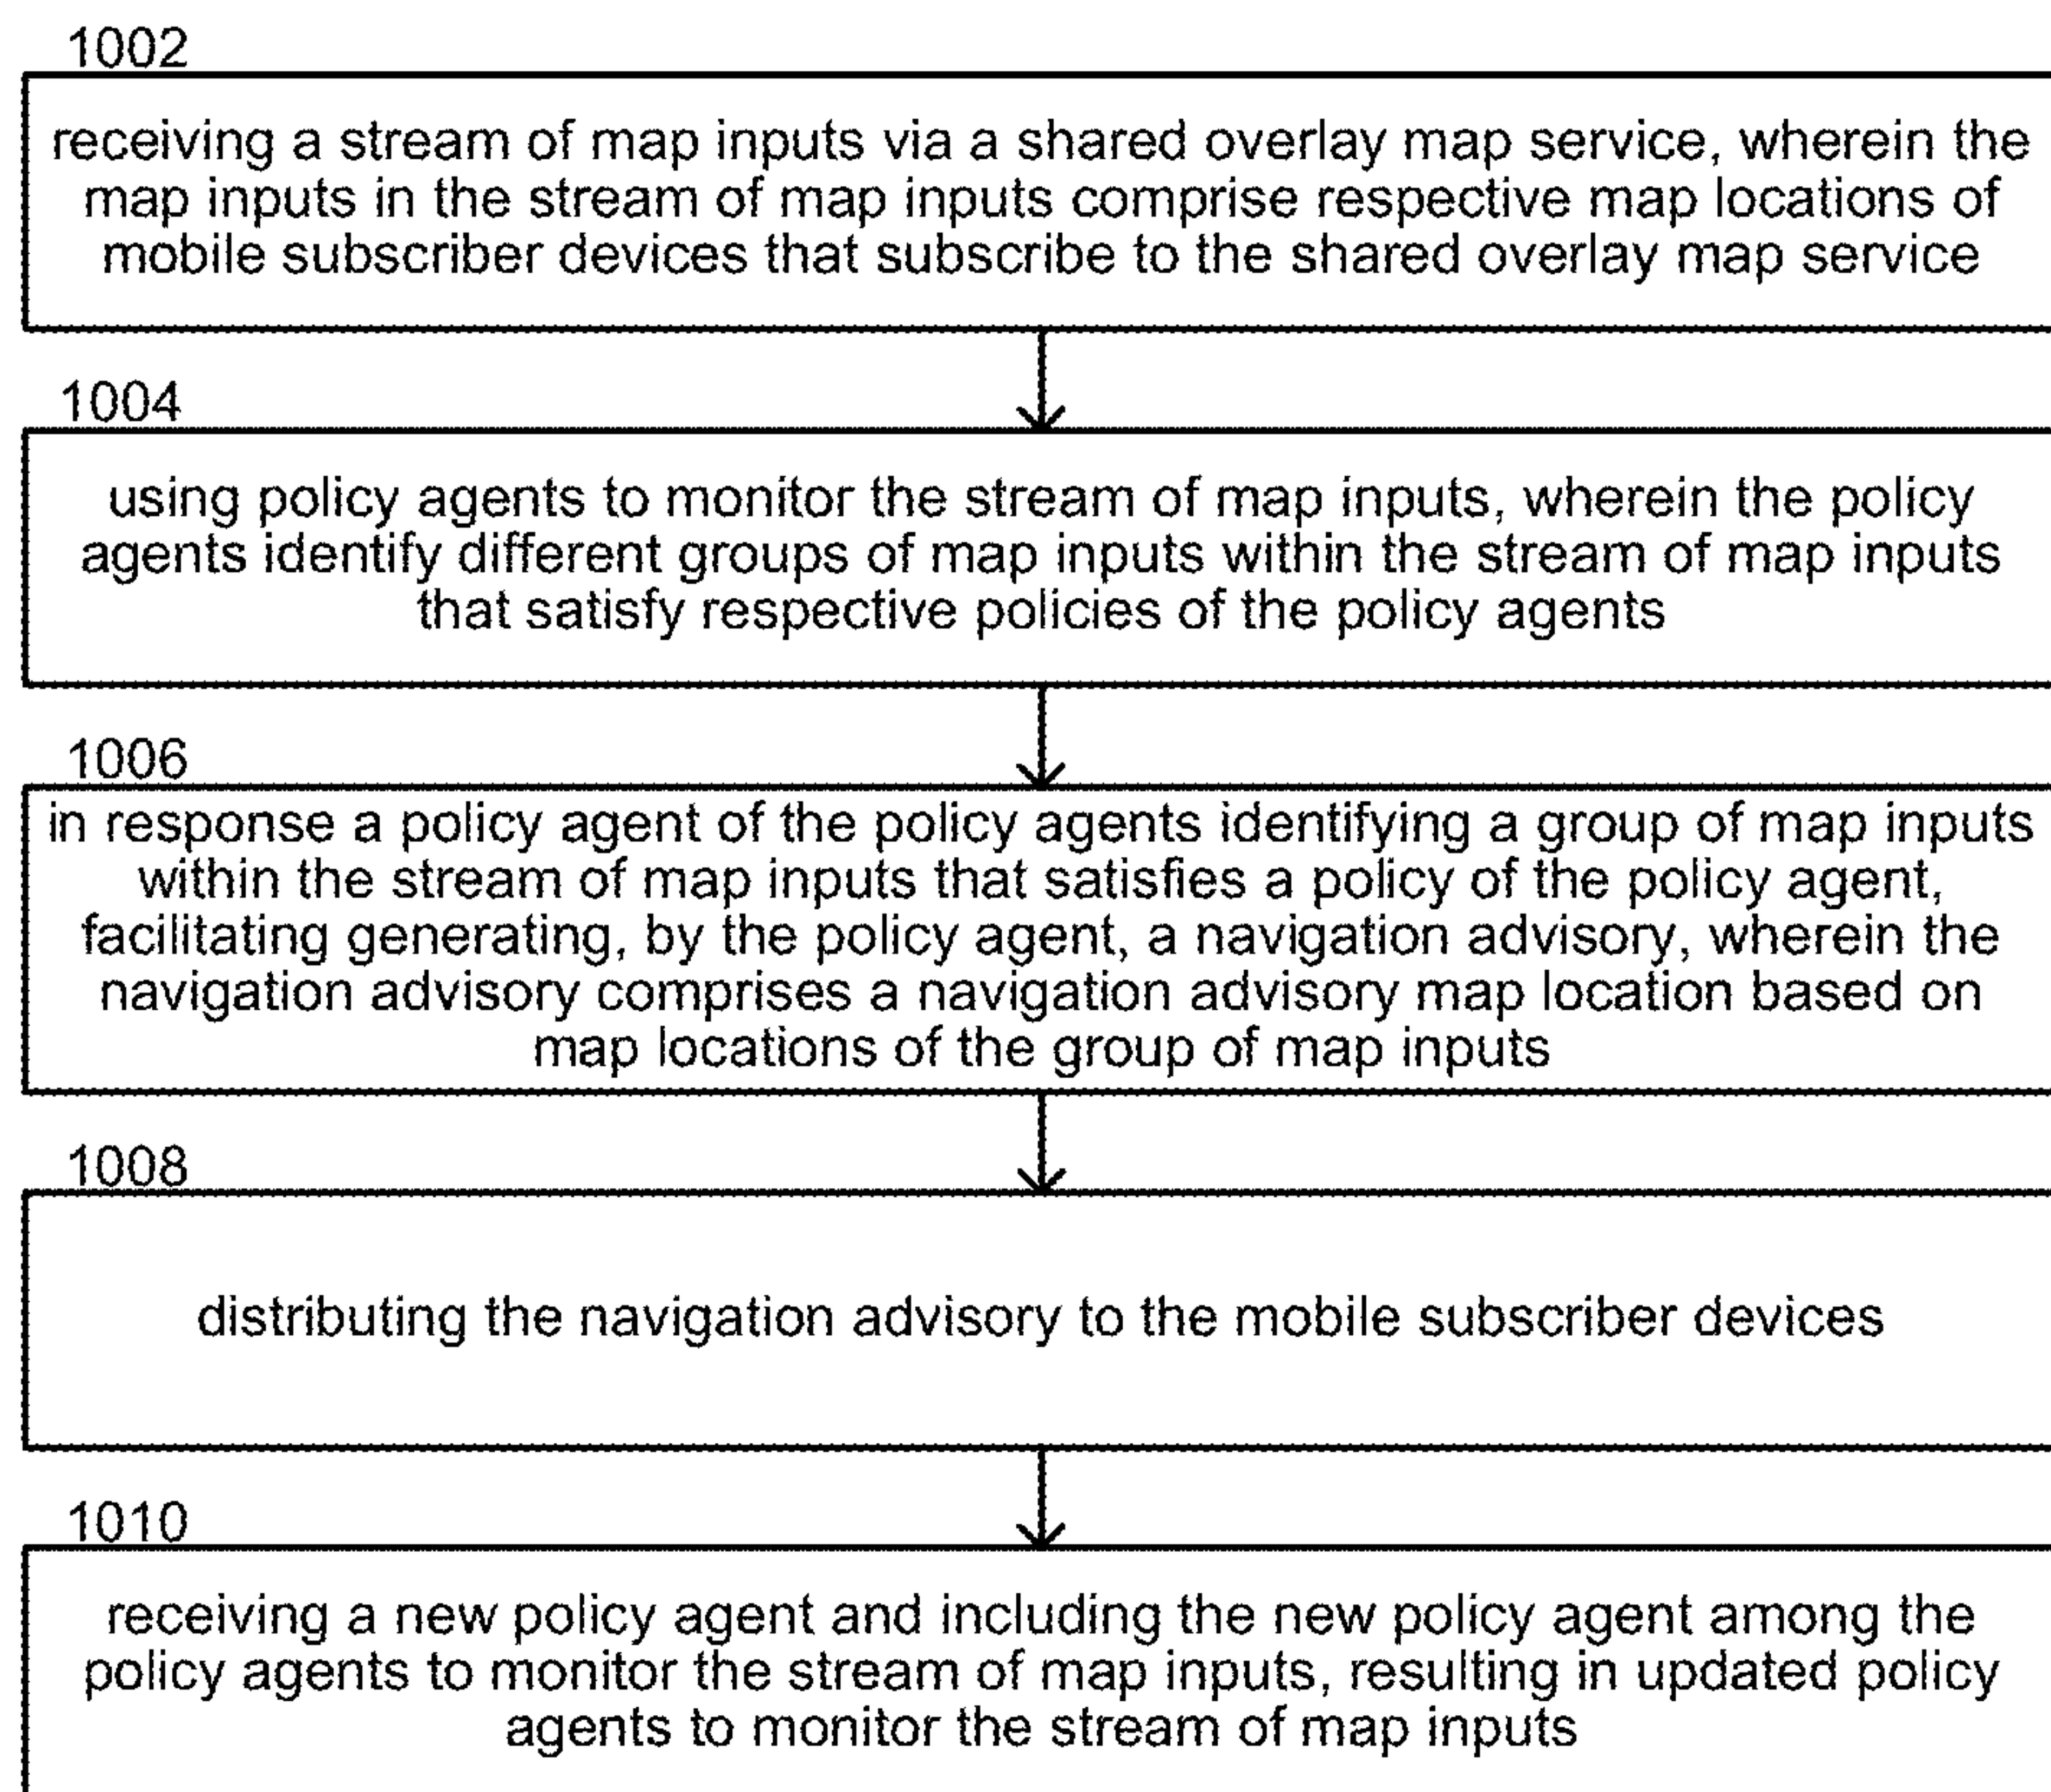 1002
receiving a stream of map inputs via a shared overlay map service, wherein the
map inputs in the stream of map inputs comprise respective map locations of
mobile subscriber devices that subscribe to the shared overlay map service
1004
using policy agents to monitor the stream of map inputs, wherein the policy
agents identify different groups of map inputs within the stream of map inputs
that satisfy respective policies of the policy agents
1006
in response a policy agent of the policy agents identifying a group of map inputs
within the stream of map inputs that satisfies a policy of the policy agent,
facilitating generating, by the policy agent, a navigation advisory, wherein the
navigation advisory comprises a navigation advisory map location based on
map locations of the group of map inputs
1008
distributing the navigation advisory to the mobile subscriber devices
1010
receiving a new policy agent and including the new policy agent among the
policy agents to monitor the stream of map inputs, resulting in updated policy
agents to monitor the stream of map inputs